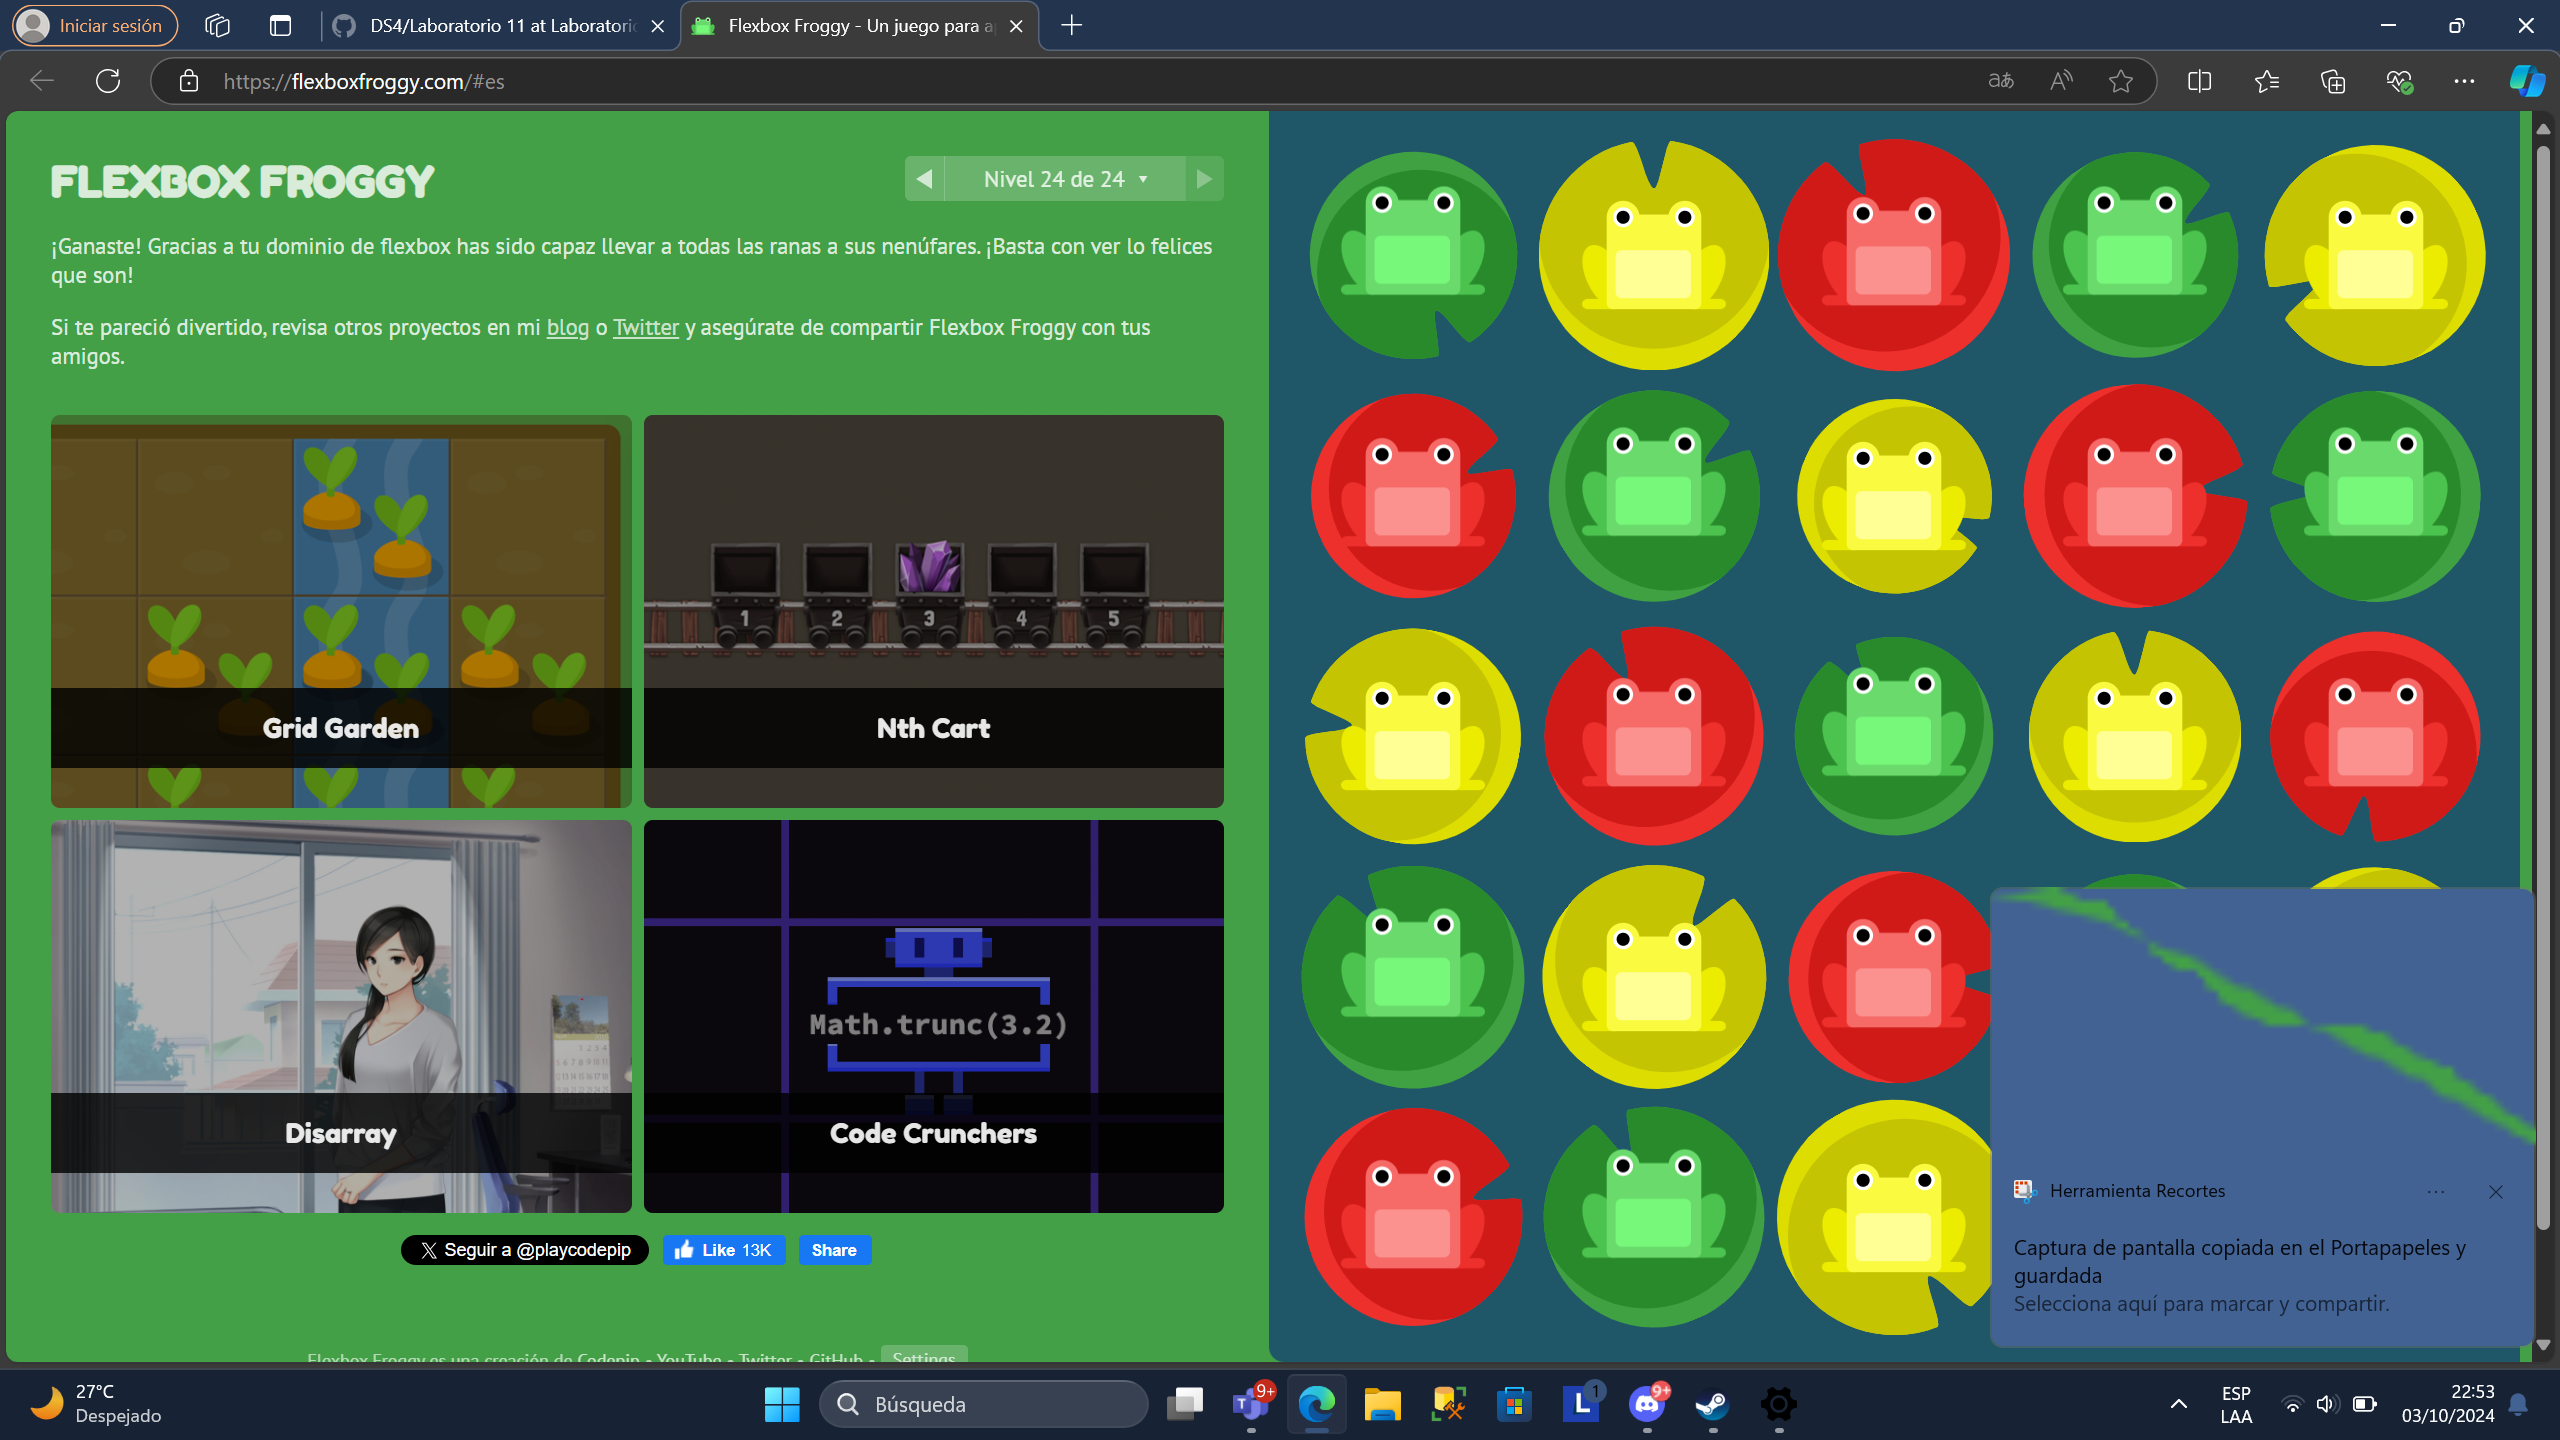 Iniciar sesión
DS4/Laboratorio 11 at Laboratorio
Flexbox Froggy - Un juego para a
https://flexboxfroggy.com/#es
FLEXBOX FROGGY
Nivel 24 de 24
¡Ganaste! Gracias a tu dominio de flexbox has sido capaz llevar a todas las ranas a sus nenúfares. ¡Basta con ver lo felices
que son!
Si te pareció divertido, revisa otros proyectos en mi blog o Twitter y asegúrate de compartir Flexbox Froggy con tus
amigos.
1 2 3 4 5
Grid Garden
Nth Cart
Math.trunc(3.2)
Disarray
Code Crunchers
Seguir a @playcodepip
Like 13K
Share
Flexbox Froggy es una creación de Codepip - YouTube - Twitter - GitHub - Settings
Herramienta Recortes
Captura de pantalla copiada en el Portapapeles y
guardada
Selecciona aquí para marcar y compartir.
27°C
Despejado
Búsqueda
9+
1
9+
ESP
LAA
22:53
03/10/2024